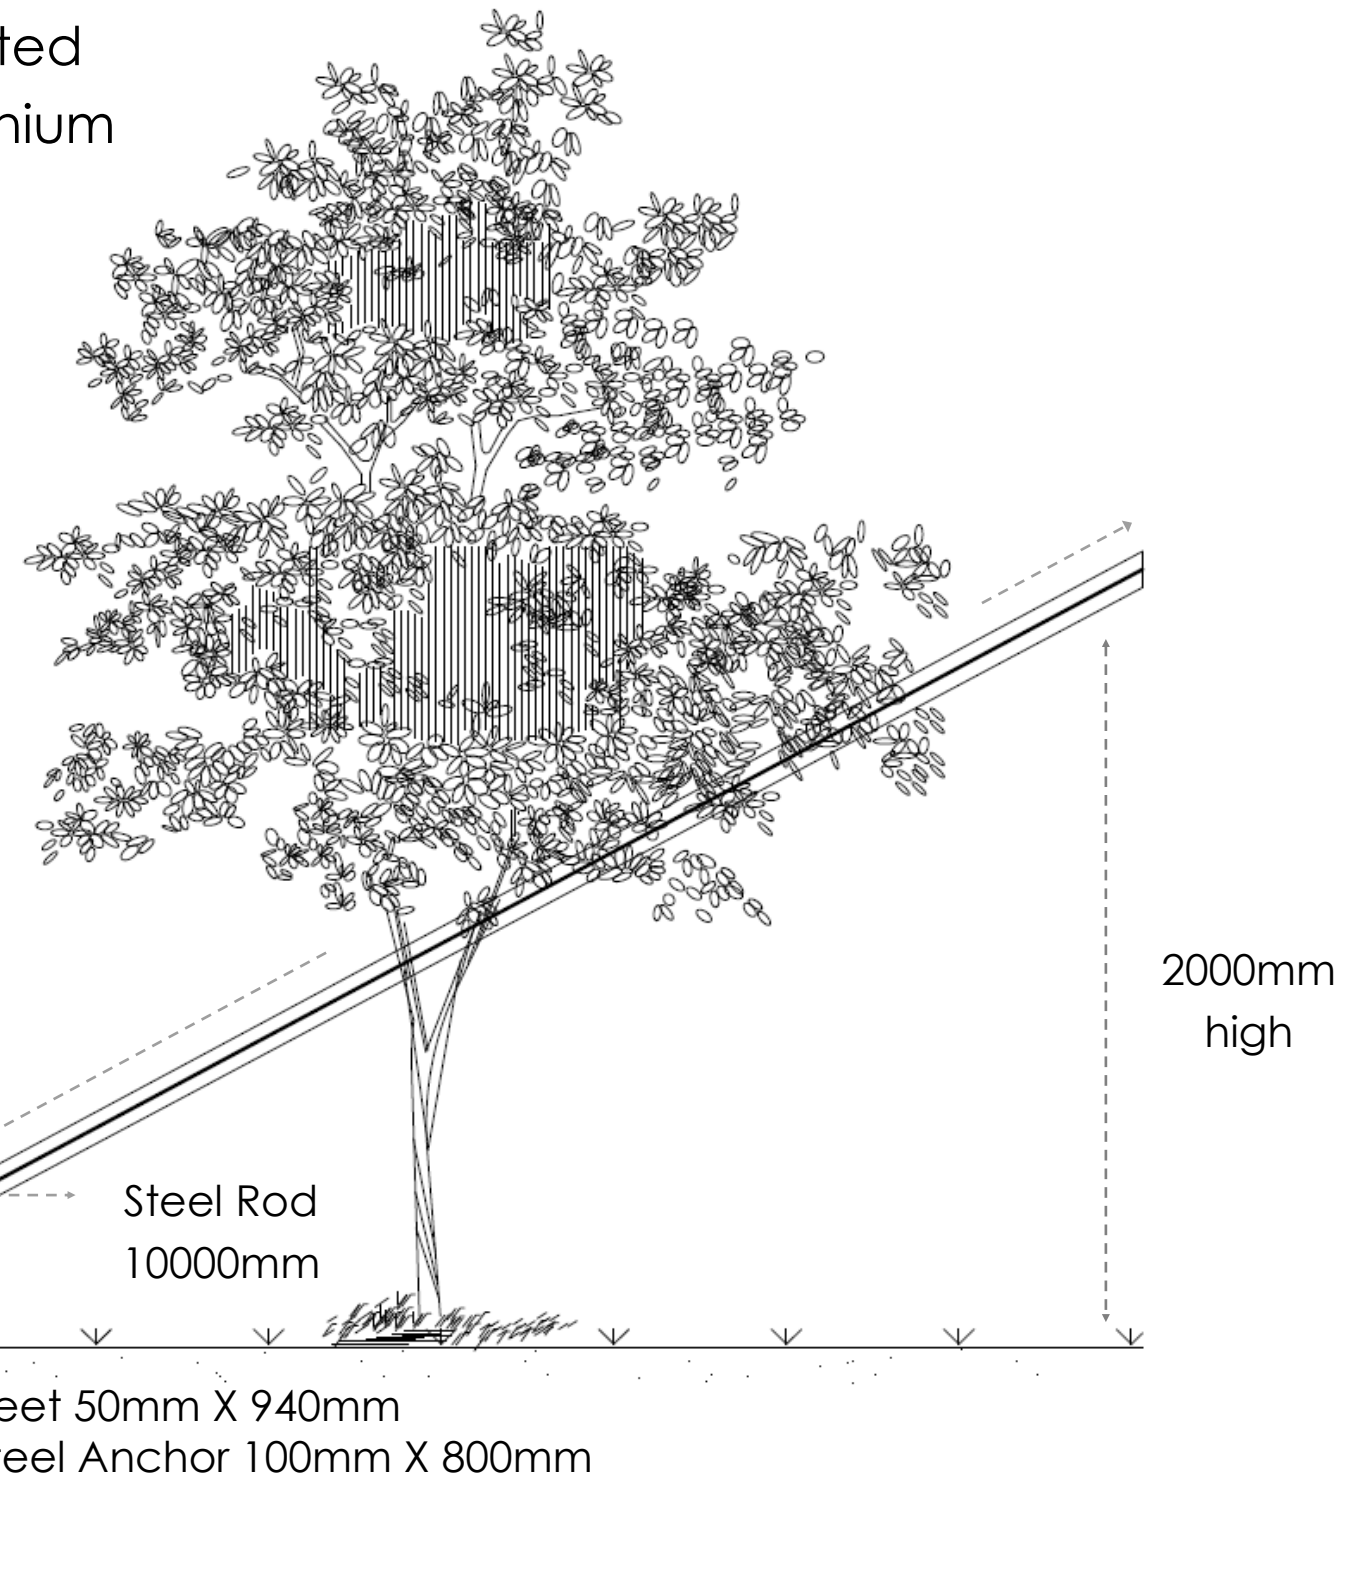 ted
nium
2000mm
high
Steel Rod
10000mm
eet 50mm X 940mm
eel Anchor 100mm X 800mm